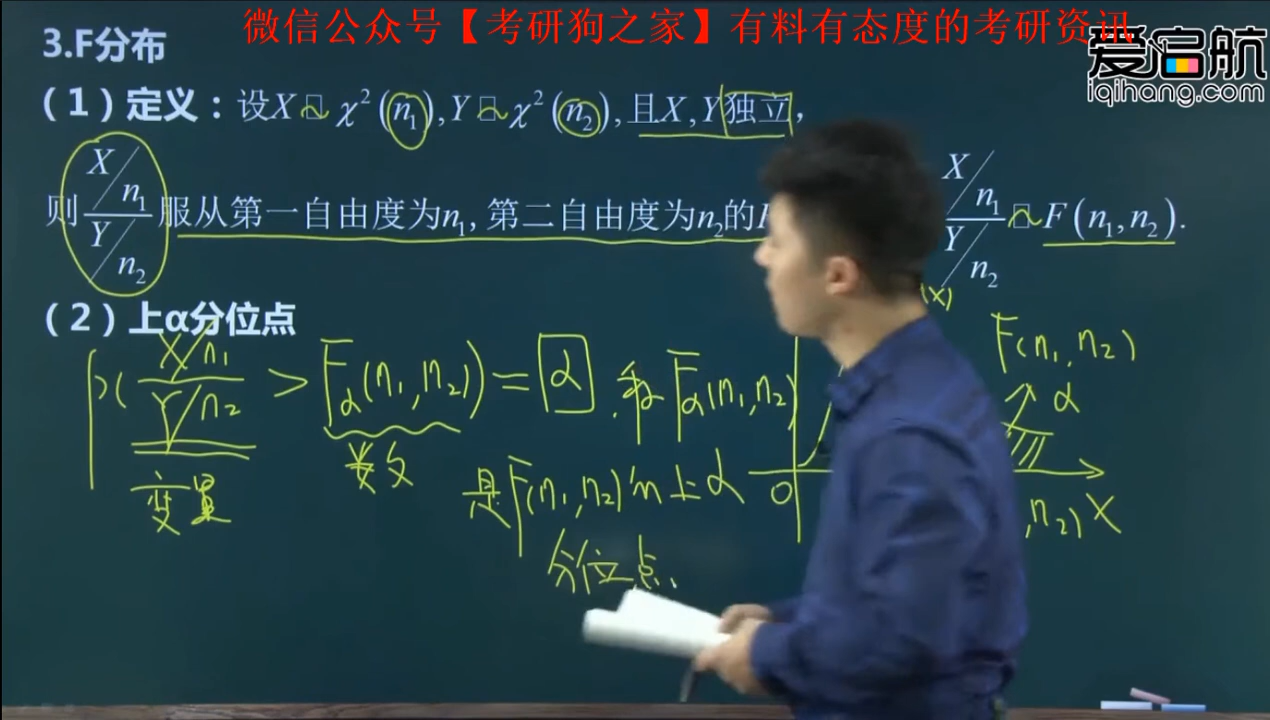 微信公众号【考研狗之家】有料有态度的考研资讯
爱启航
iqihang.com
3.F分布
（1）定义：设X~χ²(n₁),Y~χ²(n₂),且X,Y独立，
则 X/n₁ / Y/n₂ 服从第一自由度为n₁,第二自由度为n₂的F X/n₁ / Y/n₂ ~F(n₁,n₂).
（2）上α分位点
P{ X/n₁ / Y/n₂ > Fα(n₁,n₂)} = α ,称Fα(n₁,n₂)
变量
数
是F(n₁,n₂)的上α
分位点.
(x)
F(n₁,n₂)
α
0
,n₂) X